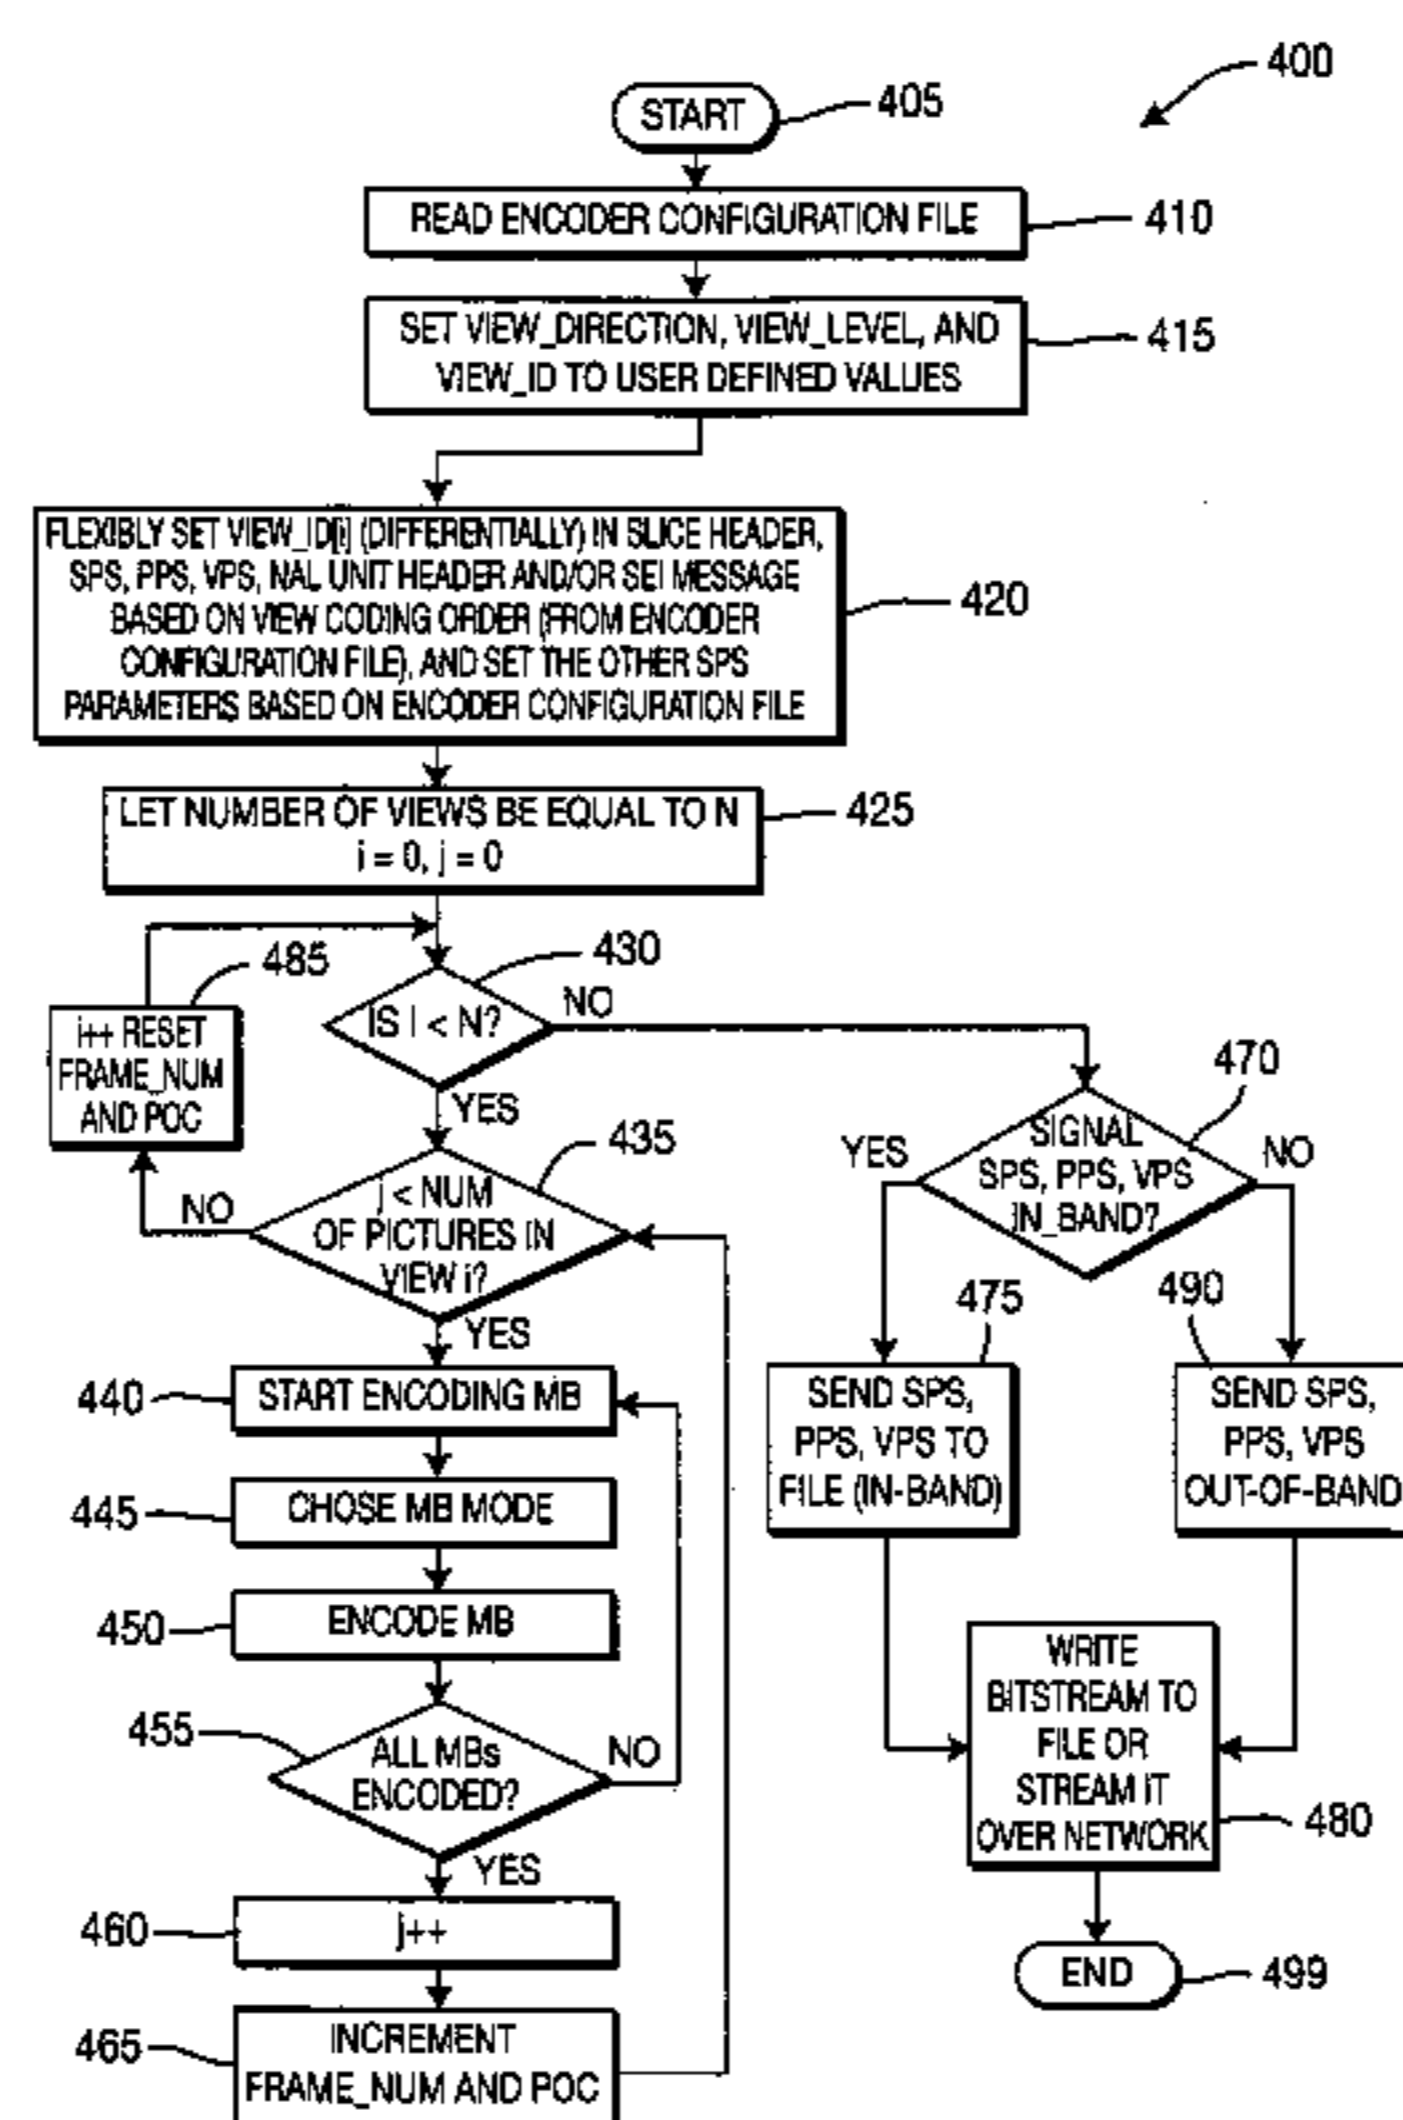 400
START
405
READ ENCODER CONFIGURATION FILE
410
SET VIEW_DIRECTION, VIEW_LEVEL, AND
VIEW_ID TO USER DEFINED VALUES
415
FLEXIBLY SET VIEW_ID[i] (DIFFERENTIALLY) IN SLICE HEADER,
SPS, PPS, VPS, NAL UNIT HEADER AND/OR SEI MESSAGE
BASED ON VIEW CODING ORDER (FROM ENCODER
CONFIGURATION FILE), AND SET THE OTHER SPS
PARAMETERS BASED ON ENCODER CONFIGURATION FILE
420
LET NUMBER OF VIEWS BE EQUAL TO N
i = 0, j = 0
425
485
i++ RESET
FRAME_NUM
AND POC
430
IS I < N?
NO
YES
435
j < NUM
OF PICTURES IN
VIEW i?
NO
YES
440
START ENCODING MB
445
CHOSE MB MODE
450
ENCODE MB
455
ALL MBs
ENCODED?
NO
YES
460
j++
465
INCREMENT
FRAME_NUM AND POC
470
SIGNAL
SPS, PPS, VPS
IN_BAND?
YES
NO
475
SEND SPS,
PPS, VPS TO
FILE (IN-BAND)
490
SEND SPS,
PPS, VPS
OUT-OF-BAND
WRITE
BITSTREAM TO
FILE OR
STREAM IT
OVER NETWORK
480
END
499